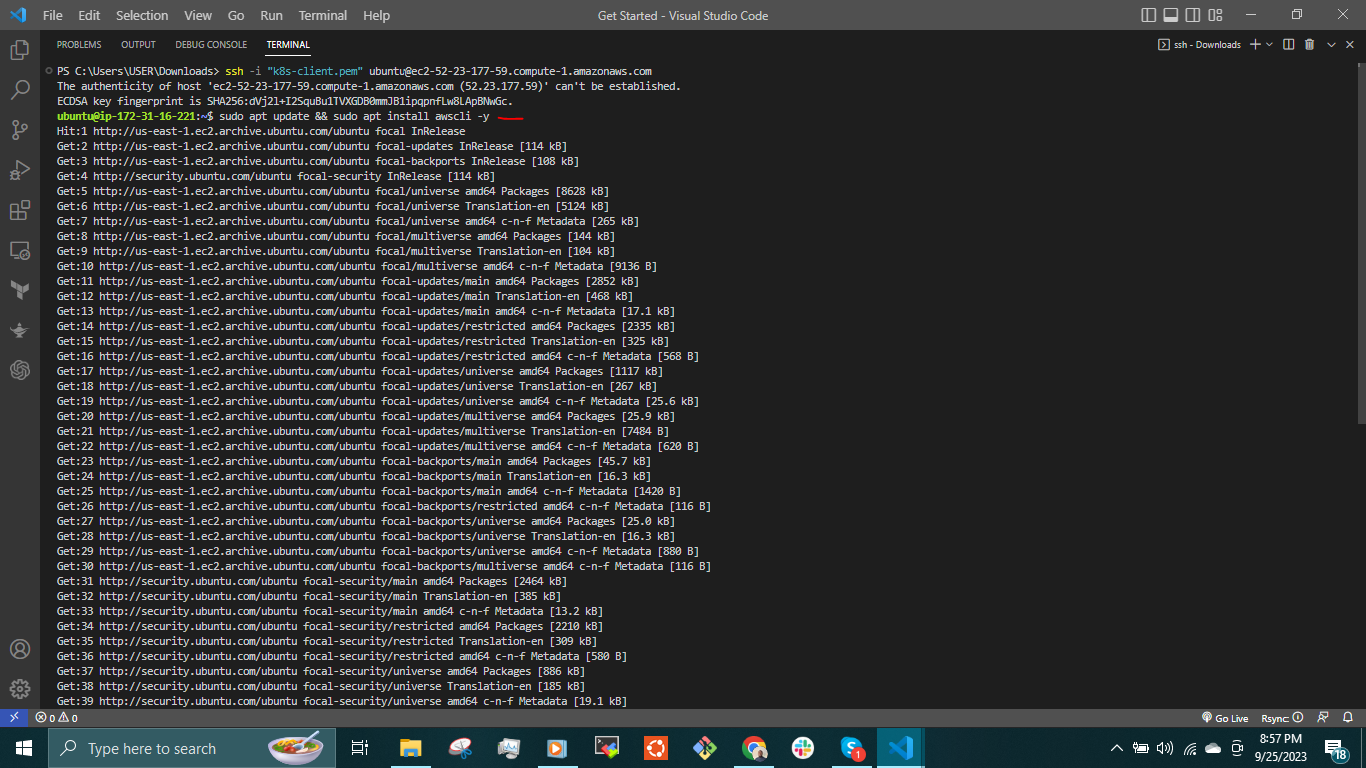 File Edit Selection View Go Run Terminal Help
Get Started - Visual Studio Code
PROBLEMS OUTPUT DEBUG CONSOLE TERMINAL
ssh - Downloads
PS C:\Users\USER\Downloads> ssh -i "k8s-client.pem" ubuntu@ec2-52-23-177-59.compute-1.amazonaws.com
The authenticity of host 'ec2-52-23-177-59.compute-1.amazonaws.com (52.23.177.59)' can't be established.
ECDSA key fingerprint is SHA256:dVj2l+I2SquBu1TVXGDB0mmJB1ipqpnfLw8LApBNwGc.
ubuntu@ip-172-31-16-221:~$ sudo apt update && sudo apt install awscli -y
Hit:1 http://us-east-1.ec2.archive.ubuntu.com/ubuntu focal InRelease
Get:2 http://us-east-1.ec2.archive.ubuntu.com/ubuntu focal-updates InRelease [114 kB]
Get:3 http://us-east-1.ec2.archive.ubuntu.com/ubuntu focal-backports InRelease [108 kB]
Get:4 http://security.ubuntu.com/ubuntu focal-security InRelease [114 kB]
Get:5 http://us-east-1.ec2.archive.ubuntu.com/ubuntu focal/universe amd64 Packages [8628 kB]
Get:6 http://us-east-1.ec2.archive.ubuntu.com/ubuntu focal/universe Translation-en [5124 kB]
Get:7 http://us-east-1.ec2.archive.ubuntu.com/ubuntu focal/universe amd64 c-n-f Metadata [265 kB]
Get:8 http://us-east-1.ec2.archive.ubuntu.com/ubuntu focal/multiverse amd64 Packages [144 kB]
Get:9 http://us-east-1.ec2.archive.ubuntu.com/ubuntu focal/multiverse Translation-en [104 kB]
Get:10 http://us-east-1.ec2.archive.ubuntu.com/ubuntu focal/multiverse amd64 c-n-f Metadata [9136 B]
Get:11 http://us-east-1.ec2.archive.ubuntu.com/ubuntu focal-updates/main amd64 Packages [2852 kB]
Get:12 http://us-east-1.ec2.archive.ubuntu.com/ubuntu focal-updates/main Translation-en [468 kB]
Get:13 http://us-east-1.ec2.archive.ubuntu.com/ubuntu focal-updates/main amd64 c-n-f Metadata [17.1 kB]
Get:14 http://us-east-1.ec2.archive.ubuntu.com/ubuntu focal-updates/restricted amd64 Packages [2335 kB]
Get:15 http://us-east-1.ec2.archive.ubuntu.com/ubuntu focal-updates/restricted Translation-en [325 kB]
Get:16 http://us-east-1.ec2.archive.ubuntu.com/ubuntu focal-updates/restricted amd64 c-n-f Metadata [568 B]
Get:17 http://us-east-1.ec2.archive.ubuntu.com/ubuntu focal-updates/universe amd64 Packages [1117 kB]
Get:18 http://us-east-1.ec2.archive.ubuntu.com/ubuntu focal-updates/universe Translation-en [267 kB]
Get:19 http://us-east-1.ec2.archive.ubuntu.com/ubuntu focal-updates/universe amd64 c-n-f Metadata [25.6 kB]
Get:20 http://us-east-1.ec2.archive.ubuntu.com/ubuntu focal-updates/multiverse amd64 Packages [25.9 kB]
Get:21 http://us-east-1.ec2.archive.ubuntu.com/ubuntu focal-updates/multiverse Translation-en [7484 B]
Get:22 http://us-east-1.ec2.archive.ubuntu.com/ubuntu focal-updates/multiverse amd64 c-n-f Metadata [620 B]
Get:23 http://us-east-1.ec2.archive.ubuntu.com/ubuntu focal-backports/main amd64 Packages [45.7 kB]
Get:24 http://us-east-1.ec2.archive.ubuntu.com/ubuntu focal-backports/main Translation-en [16.3 kB]
Get:25 http://us-east-1.ec2.archive.ubuntu.com/ubuntu focal-backports/main amd64 c-n-f Metadata [1420 B]
Get:26 http://us-east-1.ec2.archive.ubuntu.com/ubuntu focal-backports/restricted amd64 c-n-f Metadata [116 B]
Get:27 http://us-east-1.ec2.archive.ubuntu.com/ubuntu focal-backports/universe amd64 Packages [25.0 kB]
Get:28 http://us-east-1.ec2.archive.ubuntu.com/ubuntu focal-backports/universe Translation-en [16.3 kB]
Get:29 http://us-east-1.ec2.archive.ubuntu.com/ubuntu focal-backports/universe amd64 c-n-f Metadata [880 B]
Get:30 http://us-east-1.ec2.archive.ubuntu.com/ubuntu focal-backports/multiverse amd64 c-n-f Metadata [116 B]
Get:31 http://security.ubuntu.com/ubuntu focal-security/main amd64 Packages [2464 kB]
Get:32 http://security.ubuntu.com/ubuntu focal-security/main Translation-en [385 kB]
Get:33 http://security.ubuntu.com/ubuntu focal-security/main amd64 c-n-f Metadata [13.2 kB]
Get:34 http://security.ubuntu.com/ubuntu focal-security/restricted amd64 Packages [2210 kB]
Get:35 http://security.ubuntu.com/ubuntu focal-security/restricted Translation-en [309 kB]
Get:36 http://security.ubuntu.com/ubuntu focal-security/restricted amd64 c-n-f Metadata [580 B]
Get:37 http://security.ubuntu.com/ubuntu focal-security/universe amd64 Packages [886 kB]
Get:38 http://security.ubuntu.com/ubuntu focal-security/universe Translation-en [185 kB]
Get:39 http://security.ubuntu.com/ubuntu focal-security/universe amd64 c-n-f Metadata [19.1 kB]
0 0
Go Live Rsync:
Type here to search
1
8:57 PM
9/25/2023
18